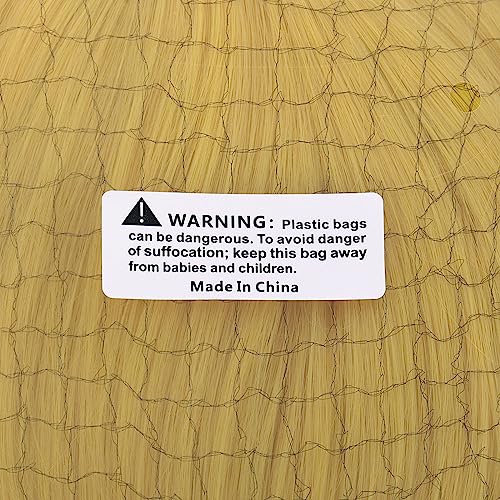 WARNING: Plastic bags
can be dangerous. To avoid danger
of suffocation; keep this bag away
from babies and children.
Made In China